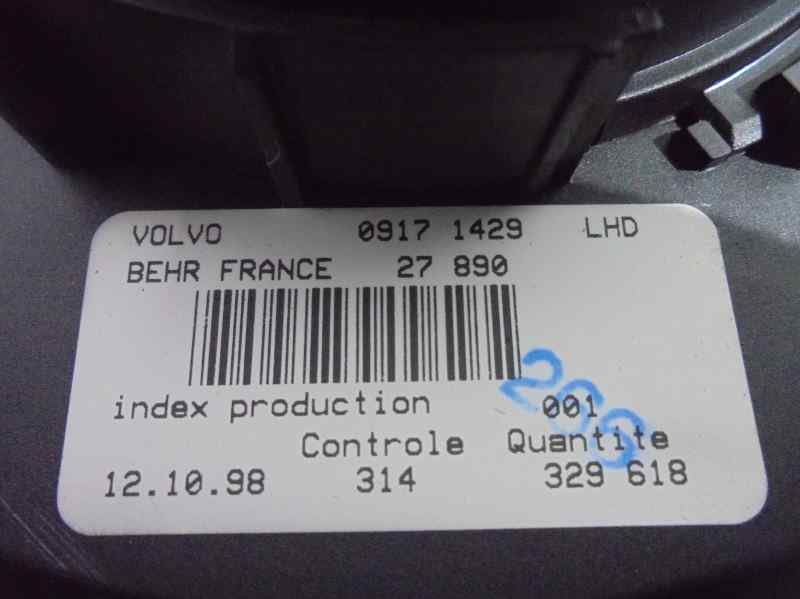 VOLVO 0917 1429 LHD
BEHR FRANCE 27 890
index production 001
Controle Quantite
12.10.98 314 329 618